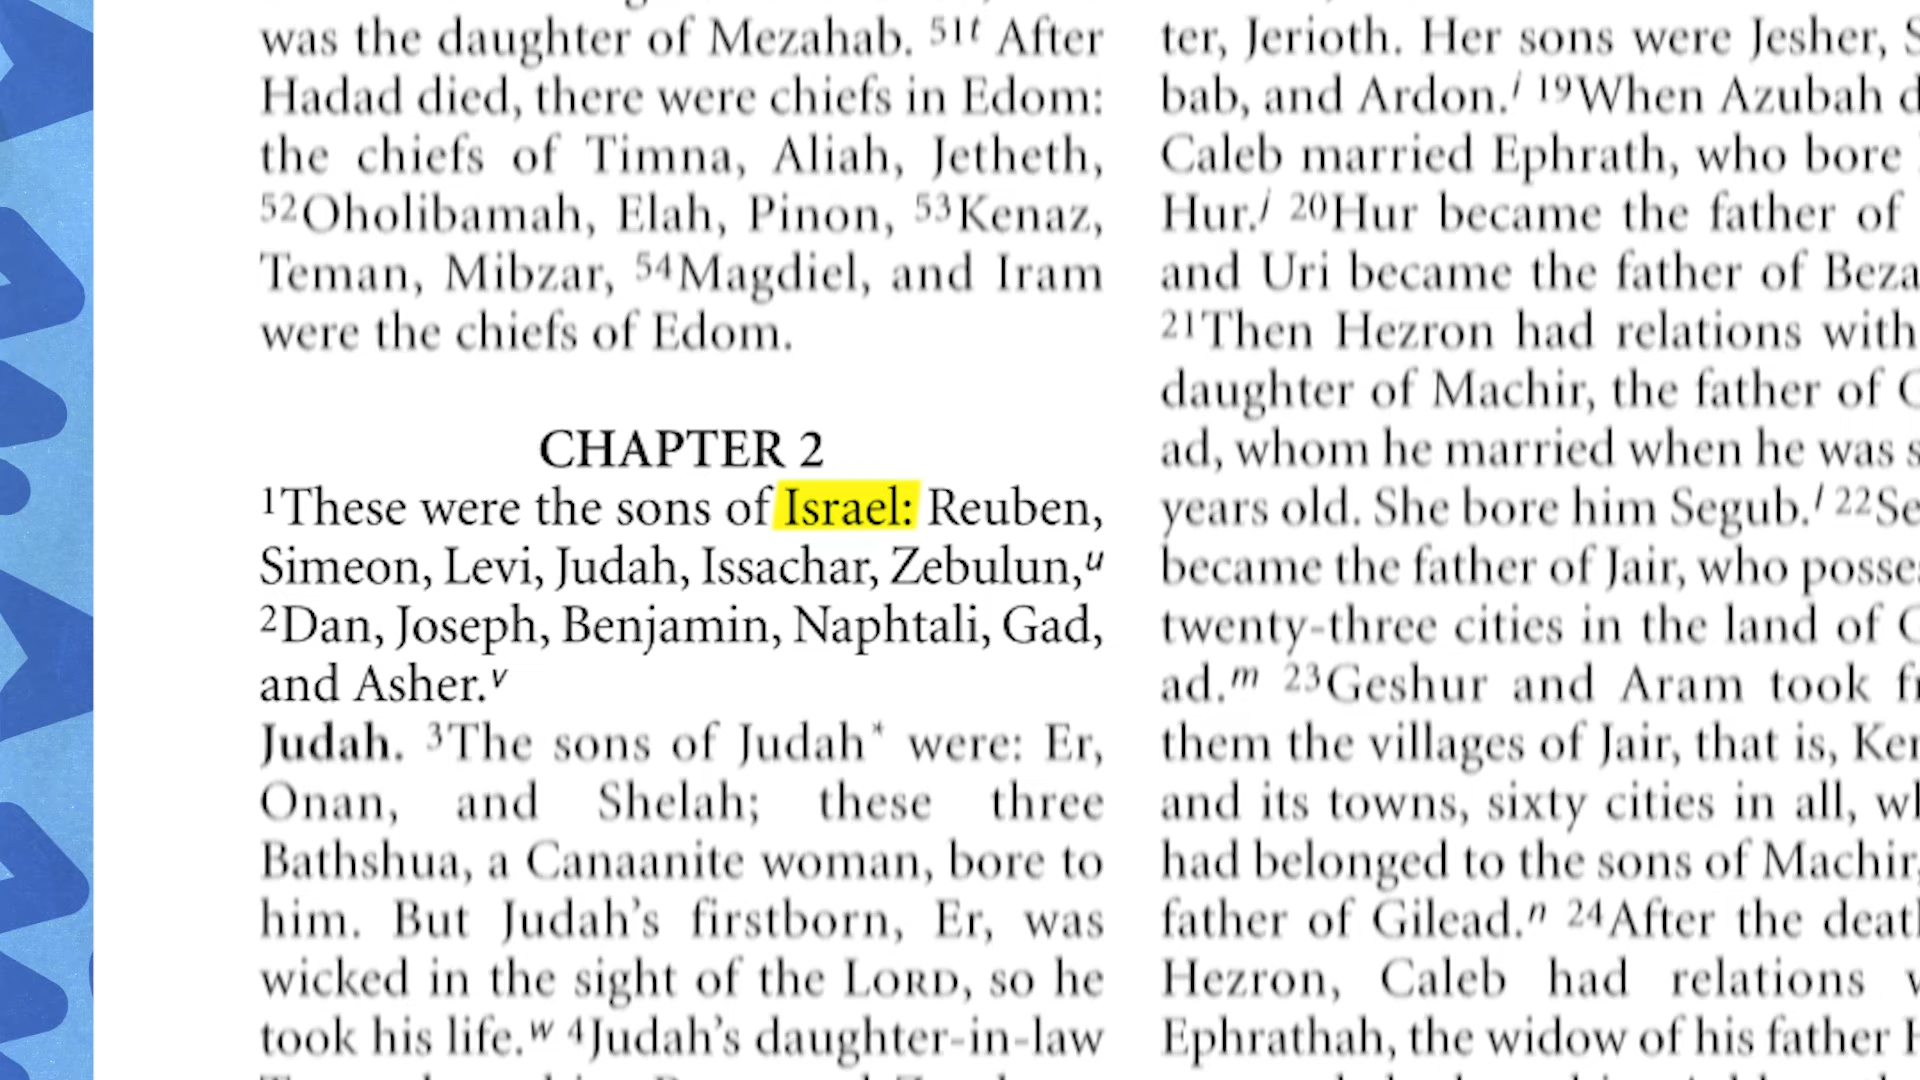 was the daughter of Mezahab. 51t After
Hadad died, there were chiefs in Edom:
the chiefs of Timna, Aliah, Jetheth,
52Oholibamah, Elah, Pinon, 53Kenaz,
Teman, Mibzar, 54Magdiel, and Iram
were the chiefs of Edom.
CHAPTER 2
1These were the sons of Israel: Reuben,
Simeon, Levi, Judah, Issachar, Zebulun,u
2Dan, Joseph, Benjamin, Naphtali, Gad,
and Asher.v
Judah. 3The sons of Judah* were: Er,
Onan, and Shelah; these three
Bathshua, a Canaanite woman, bore to
him. But Judah's firstborn, Er, was
wicked in the sight of the LORD, so he
took his life.w 4Judah's daughter-in-law
ter, Jerioth. Her sons were Jesher,
bab, and Ardon.i 19When Azubah
Caleb married Ephrath, who bore
Hur.j 20Hur became the father of
and Uri became the father of Beza
21Then Hezron had relations with
daughter of Machir, the father of
ad, whom he married when he was
years old. She bore him Segub.l 22Se
became the father of Jair, who posse
twenty-three cities in the land of
ad.m 23Geshur and Aram took
them the villages of Jair, that is, Ken
and its towns, sixty cities in all,
had belonged to the sons of Machir,
father of Gilead.n 24After the deat
Hezron, Caleb had relations
Ephrathah, the widow of his father